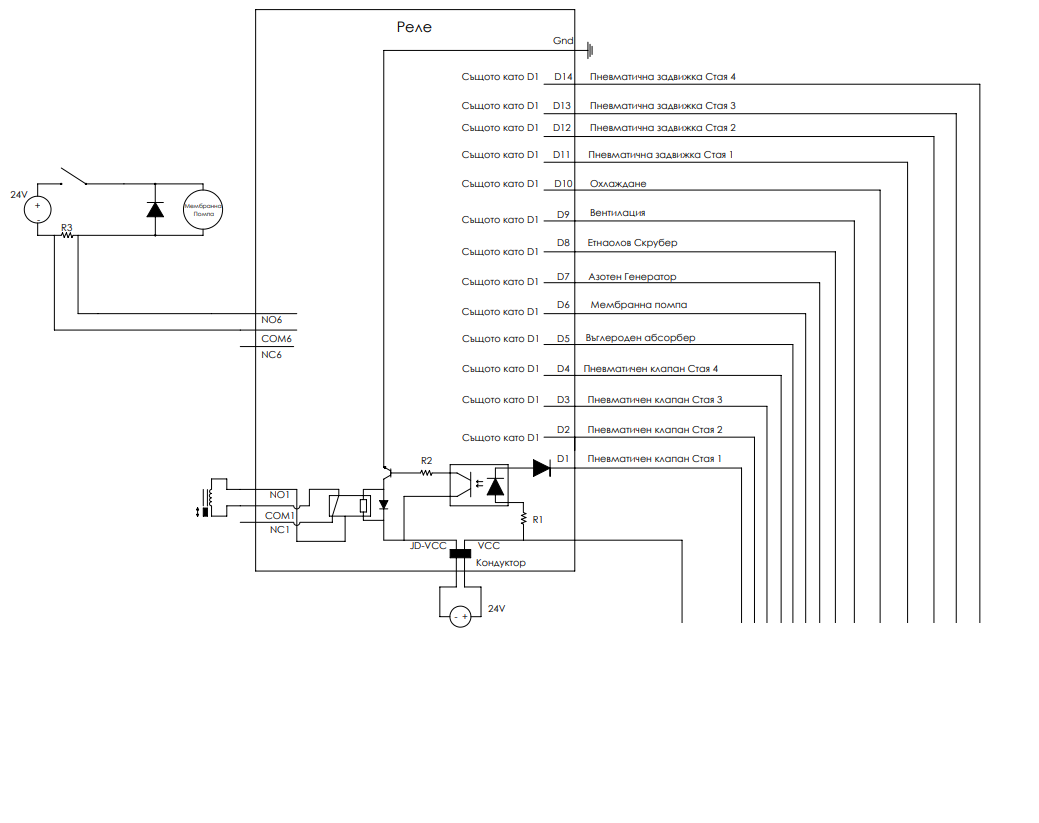 Реле
Gnd
Същото като D1 D14 Пневматична задвижка Стая 4
Същото като D1 D13 Пневматична задвижка Стая 3
Същото като D1 D12 Пневматична задвижка Стая 2
Същото като D1 D11 Пневматична задвижка Стая 1
Същото като D1 D10 Охлаждане
24V
+
-
Мембранна
Помпа
R3
Същото като D1 D9 Вентилация
Същото като D1 D8 Етнаолов Скрубер
Същото като D1 D7 Азотен Генератор
Същото като D1 D6 Мембранна помпа
NO6
COM6
NC6
Същото като D1 D5 Въглероден абсорбер
Същото като D1 D4 Пневматичен клапан Стая 4
Същото като D1 D3 Пневматичен клапан Стая 3
Същото като D1 D2 Пневматичен клапан Стая 2
D1 Пневматичен клапан Стая 1
R2
NO1
COM1
NC1
R1
JD-VCC VCC
Кондуктор
- + 24V